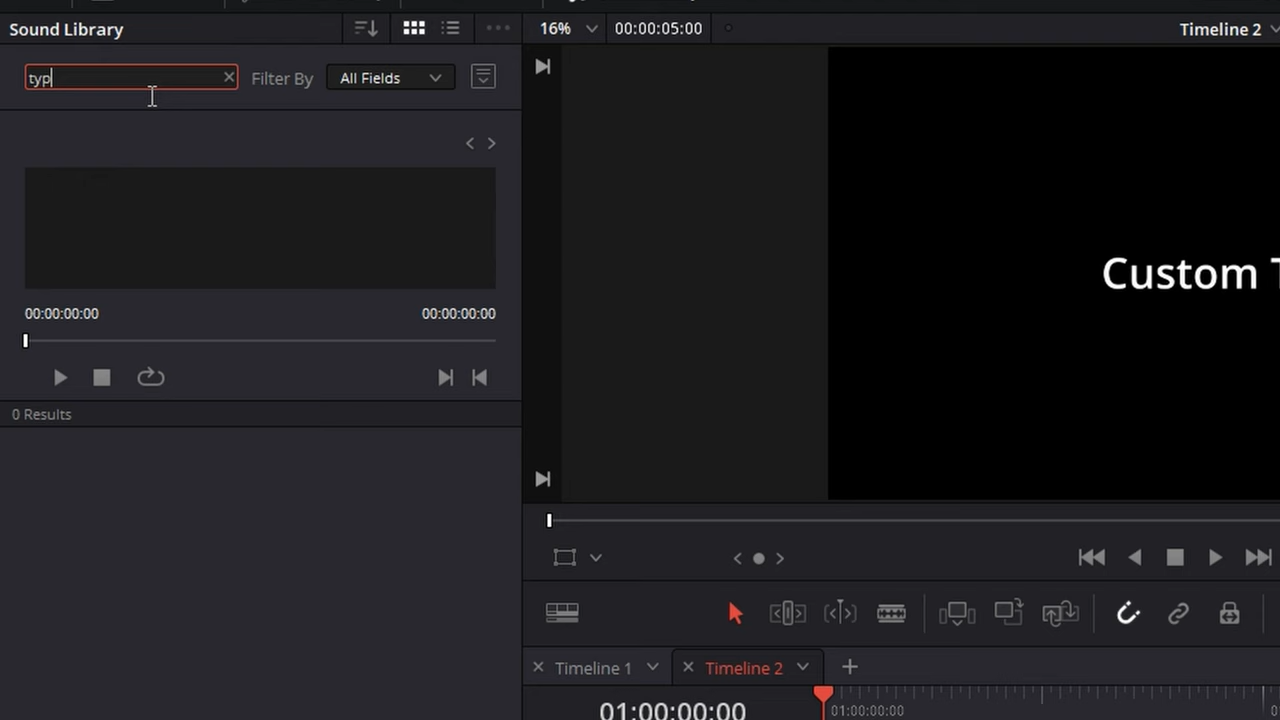 Sound Library
16%
00:00:05:00
Timeline 2
typ
Filter By
All Fields
Custom T
00:00:00:00
00:00:00:00
0 Results
Timeline 1
Timeline 2
01:00:00:00
01:00:00:00